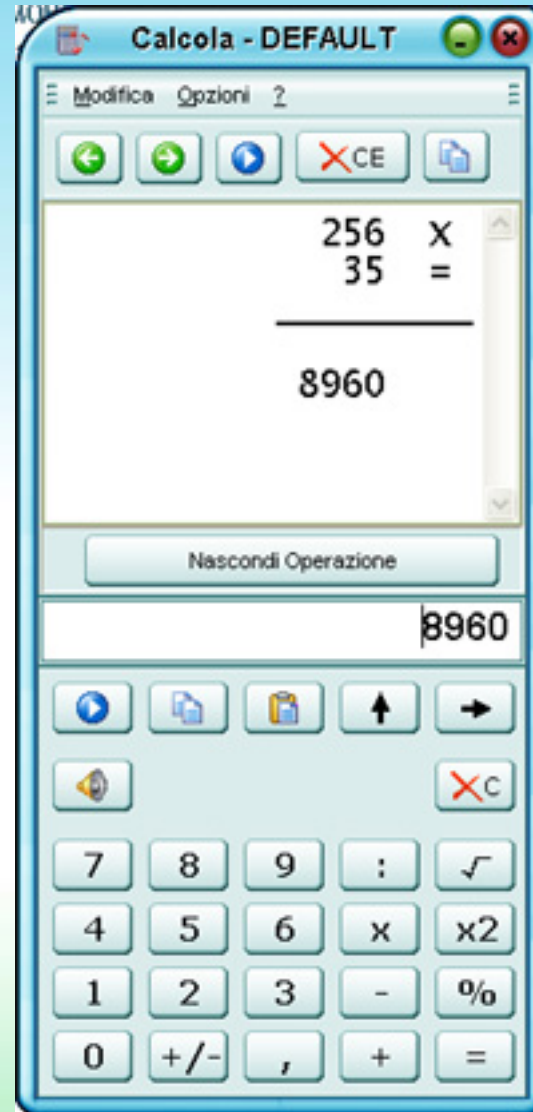 Calcola - DEFAULT
Modifica Opzioni ?
CE
256 x
35 =
8960
Nascondi Operazione
8960
C
7 8 9 : √
4 5 6 x x2
1 2 3 - %
0 +/- , + =